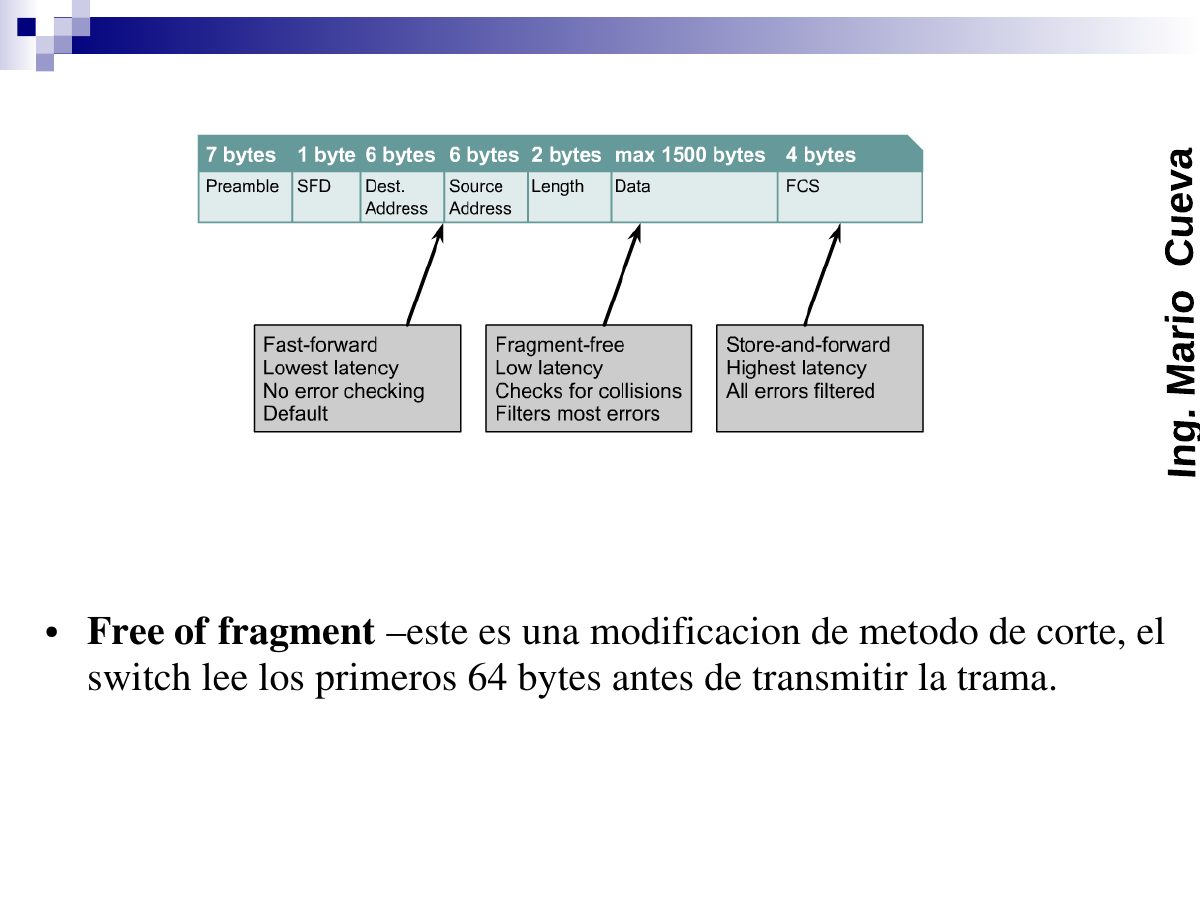 7 bytes 1 byte 6 bytes 6 bytes 2 bytes max 1500 bytes 4 bytes
Preamble SFD Dest. Address Source Address Length Data FCS
Fast-forward
Lowest latency
No error checking
Default
Fragment-free
Low latency
Checks for collisions
Filters most errors
Store-and-forward
Highest latency
All errors filtered
Ing. Mario Cueva
• Free of fragment –este es una modificacion de metodo de corte, el
switch lee los primeros 64 bytes antes de transmitir la trama.